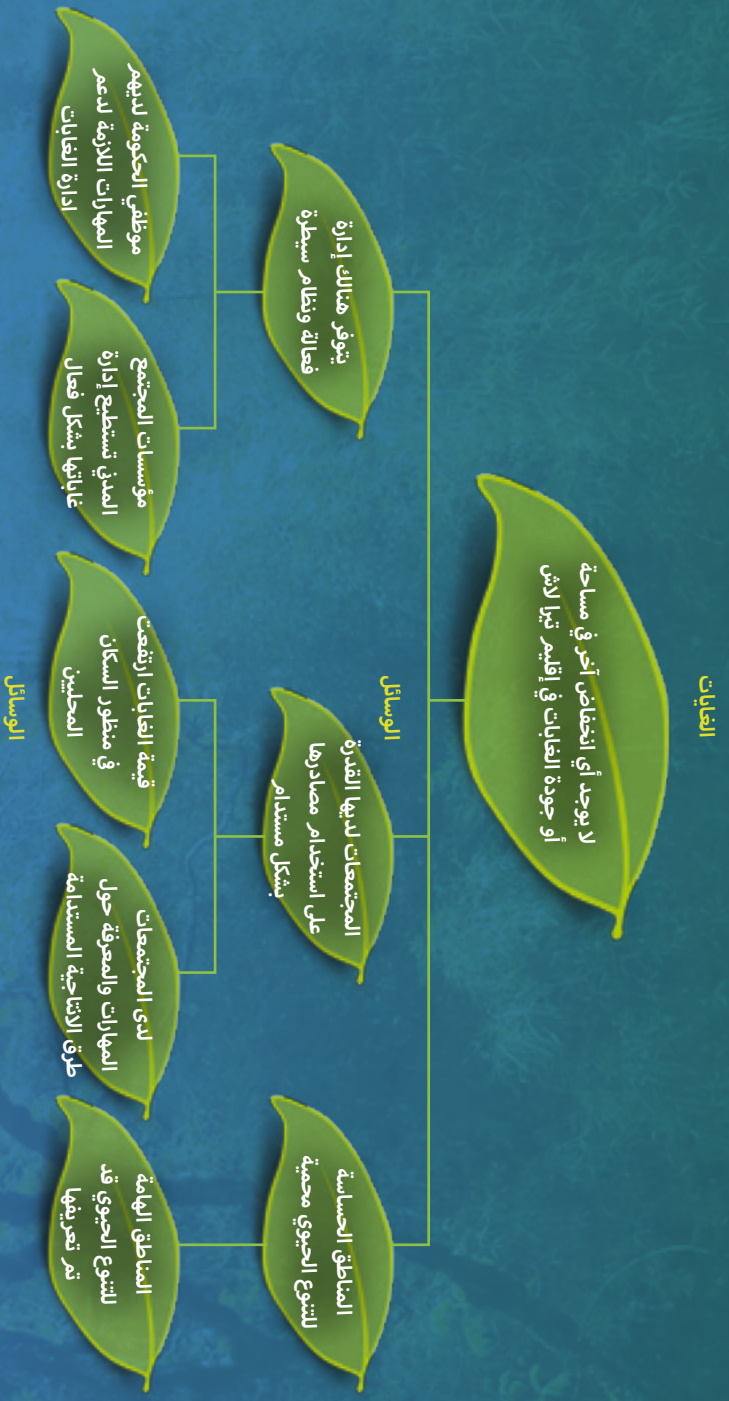 الغايات
لا يوجد أي انخفاض آخر في مساحة
أو جودة الغابات في إقليم تيرا لاش
الوسائل
يتوفر هنالك إدارة
فعالة ونظام سيطرة
المجتمعات لديها القدرة
على استخدام مصادرها
بشكل مستدام
المناطق الحساسة
للتنوع الحيوي محمية
موظفي الحكومة لديهم
المهارات اللازمة لدعم
ادارة الغابات
مؤسسات المجتمع
المدني تستطيع إدارة
غاباتها بشكل فعال
قيمة الغابات ارتفعت
في منظور السكان
المحليين
لدى المجتمعات
المهارات والمعرفة حول
طرق الانتاجية المستدامة
المناطق الهامة
للتنوع الحيوي قد
تم تعريفها
الوسائل